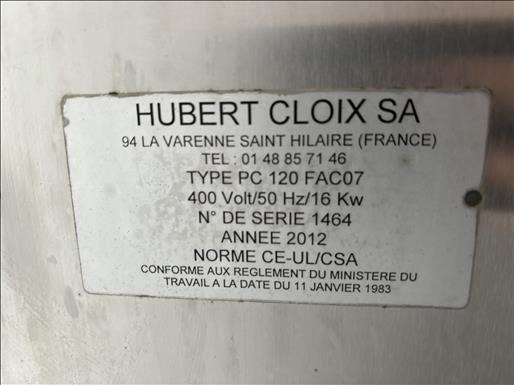 HUBERT CLOIX SA
94 LA VARENNE SAINT HILAIRE (FRANCE)
TEL : 01 48 85 71 46
TYPE PC 120 FAC07
400 Volt/50 Hz/16 Kw
N° DE SERIE 1464
ANNEE 2012
NORME CE-UL/CSA
CONFORME AUX REGLEMENT DU MINISTERE DU
TRAVAIL A LA DATE DU 11 JANVIER 1983